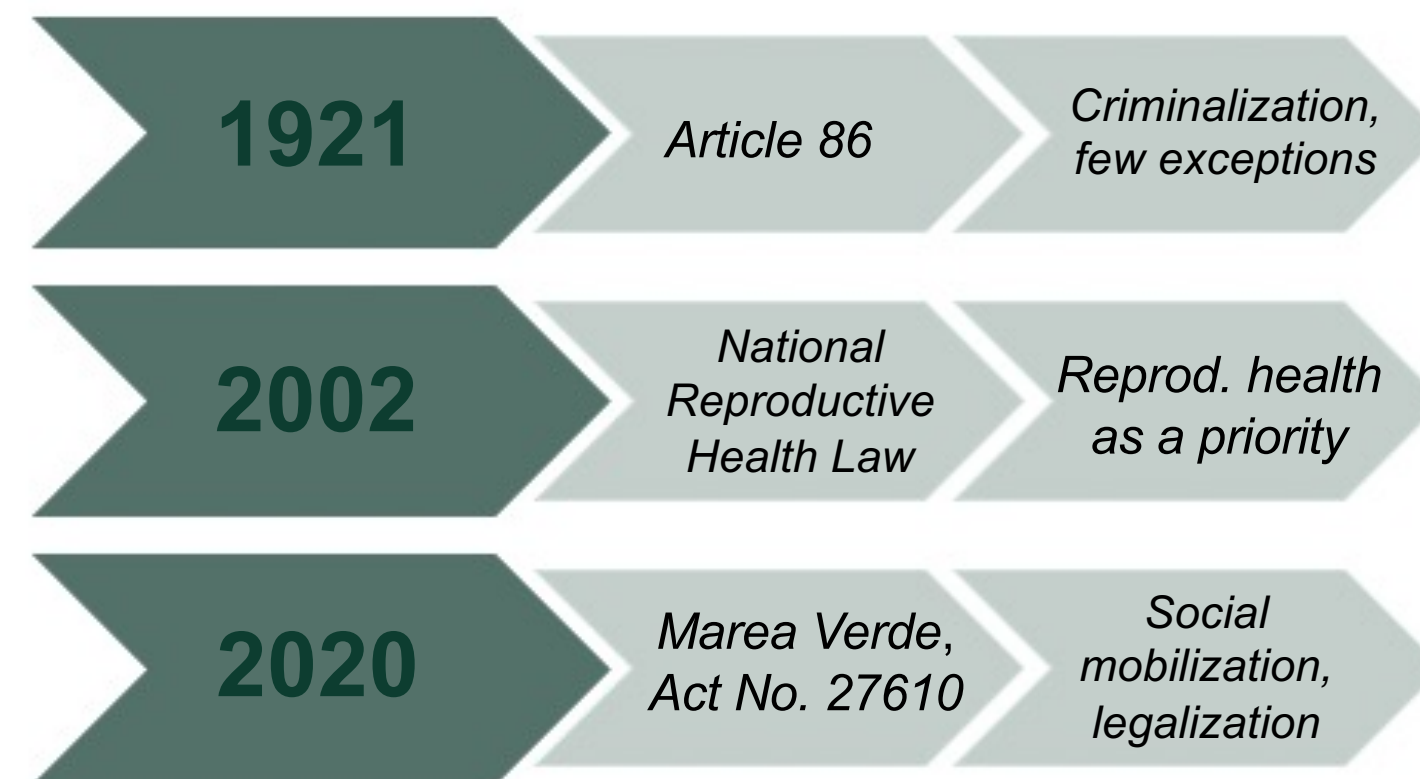 1921
Article 86
Criminalization,
few exceptions
2002
National
Reproductive
Health Law
Reprod. health
as a priority
2020
Marea Verde,
Act No. 27610
Social
mobilization,
legalization